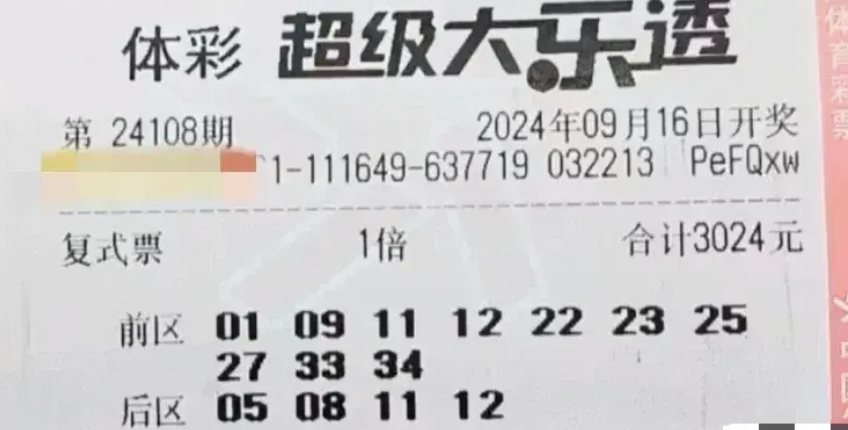 体彩 超级大乐透
第 24108期 2024年09月16日开奖
1-111649-637719 032213 PeFQxw
复式票 1倍 合计3024元
前区 01 09 11 12 22 23 25
27 33 34
后区 05 08 11 12
体育彩票
中国